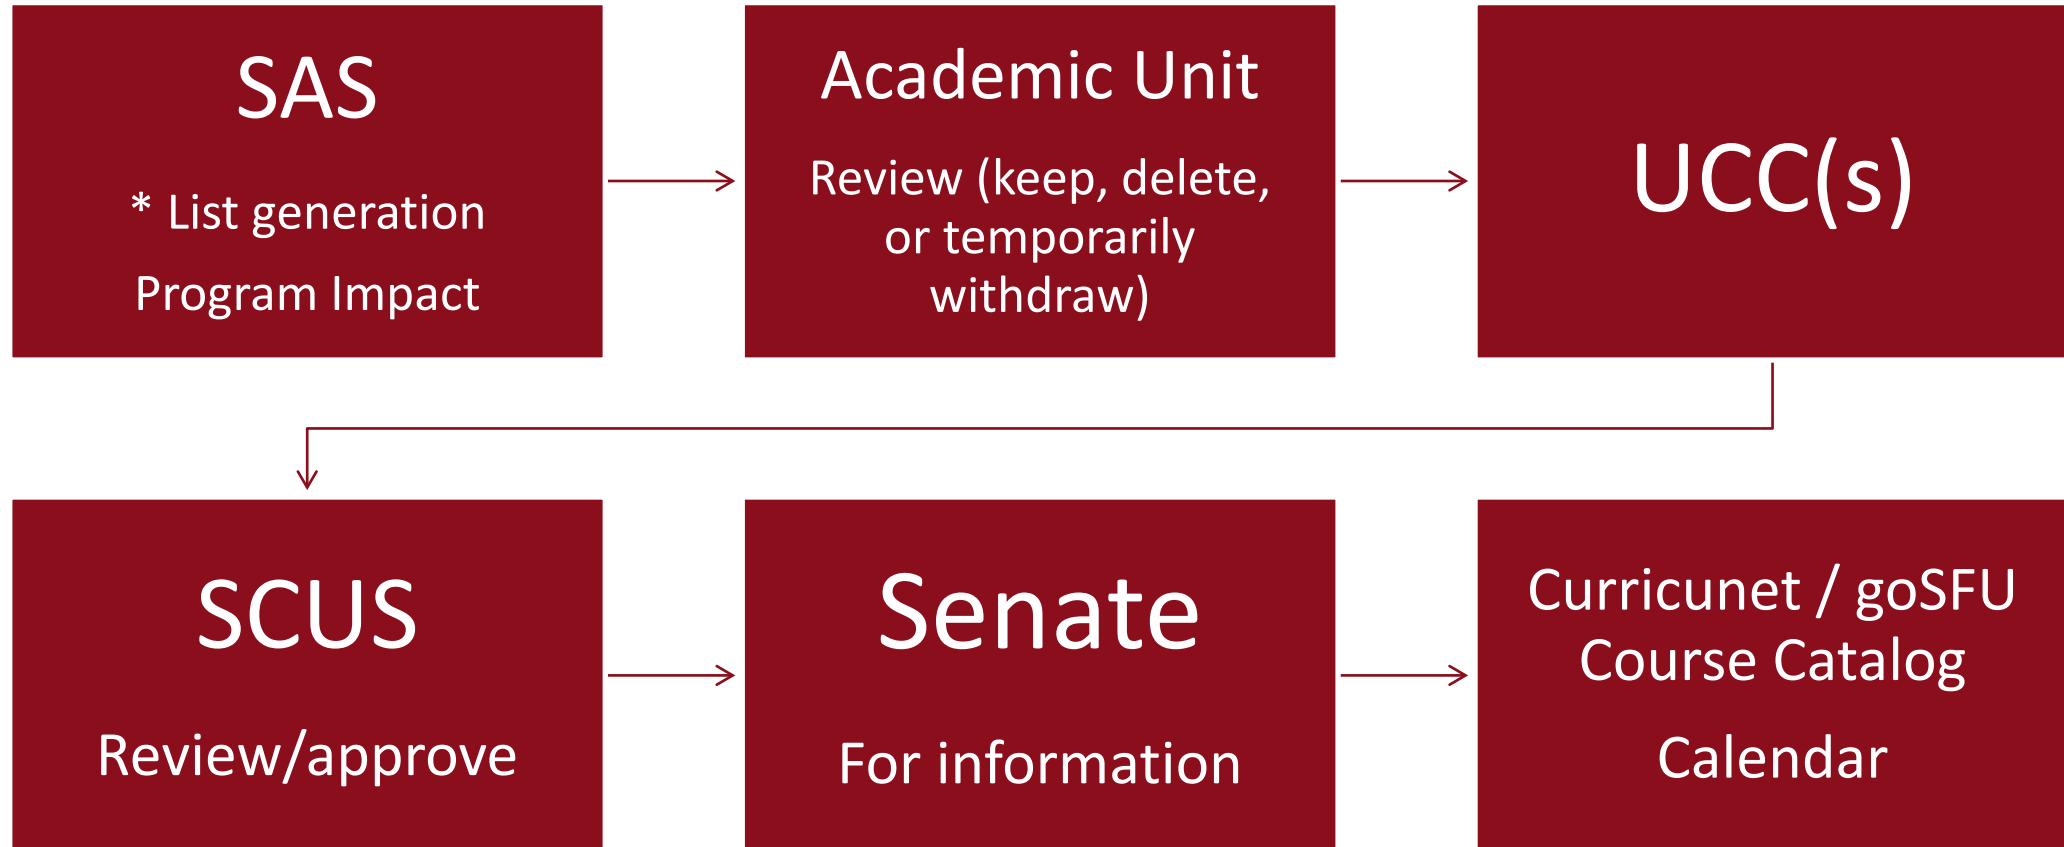 SAS
* List generation
Program Impact
Academic Unit
Review (keep, delete,
or temporarily
withdraw)
UCC(s)
SCUS
Review/approve
Senate
For information
Curricunet / goSFU
Course Catalog
Calendar